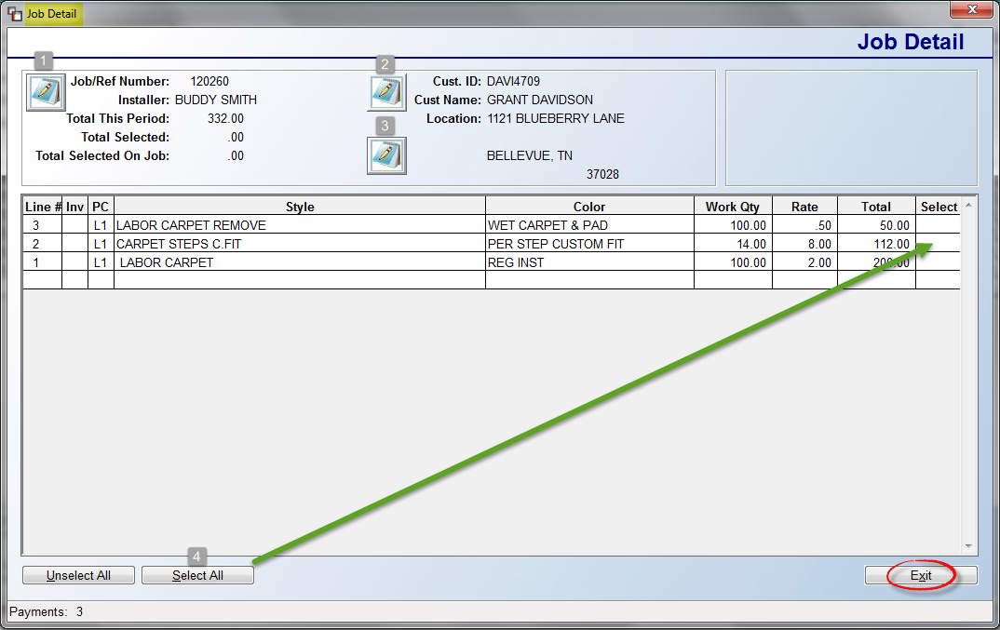 Job Detail
Job Detail
1
Job/Ref Number: 120260
Installer: BUDDY SMITH
Total This Period: 332.00
Total Selected: .00
Total Selected On Job: .00
2
3
Cust. ID: DAVI4709
Cust Name: GRANT DAVIDSON
Location: 1121 BLUEBERRY LANE
BELLEVUE, TN
37028
Line # Inv PC Style Color Work Qty Rate Total Select
3 L1 LABOR CARPET REMOVE WET CARPET & PAD 100.00 .50 50.00
2 L1 CARPET STEPS C.FIT PER STEP CUSTOM FIT 14.00 8.00 112.00
1 L1 LABOR CARPET REG INST 100.00 2.00 200.00
4
Unselect All Select All Exit
Payments: 3